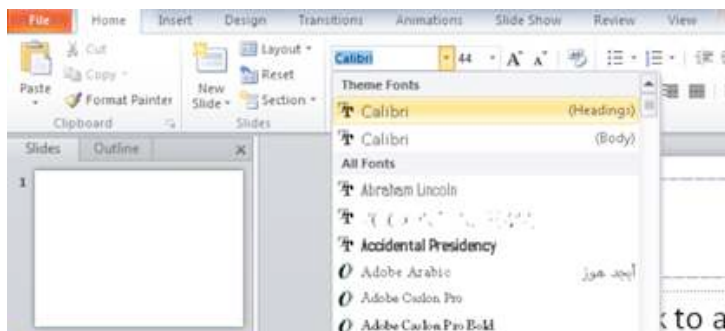 File Home Insert Design Transitions Animations Slide Show Review View
Cut
Copy
Paste
Format Painter
Clipboard
New
Slide
Layout
Reset
Section
Slides
Calibri 44 A A
Theme Fonts
Calibri (Headings)
Calibri (Body)
All Fonts
Abraham Lincoln
Accidental Presidency
Adobe Arabic أبجد هوز
Adobe Caslon Pro
Adobe Caslon Pro Bold
Slides Outline
1
k to a